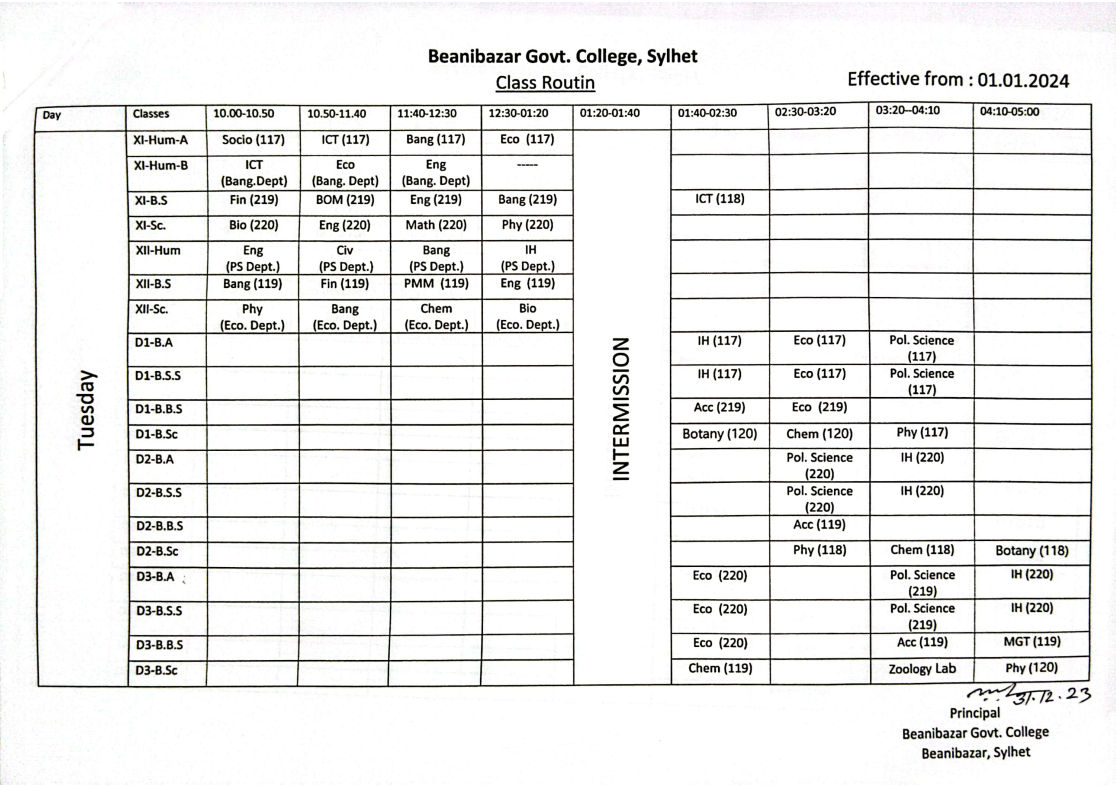 Beanibazar Govt. College, Sylhet
Class Routin
Effective from : 01.01.2024
Day Classes 10.00-10.50 10.50-11.40 11:40-12:30 12:30-01:20 01:20-01:40 01:40-02:30 02:30-03:20 03:20--04:10 04:10-05:00
Tuesday
INTERMISSION
XI-Hum-A Socio (117) ICT (117) Bang (117) Eco (117)
XI-Hum-B ICT Eco Eng -----
(Bang.Dept) (Bang. Dept) (Bang. Dept)
XI-B.S Fin (219) BOM (219) Eng (219) Bang (219) ICT (118)
XI-Sc. Bio (220) Eng (220) Math (220) Phy (220)
XII-Hum Eng Civ Bang IH
(PS Dept.) (PS Dept.) (PS Dept.) (PS Dept.)
XII-B.S Bang (119) Fin (119) PMM (119) Eng (119)
XII-Sc. Phy Bang Chem Bio
(Eco. Dept.) (Eco. Dept.) (Eco. Dept.) (Eco. Dept.)
D1-B.A IH (117) Eco (117) Pol. Science
(117)
D1-B.S.S IH (117) Eco (117) Pol. Science
(117)
D1-B.B.S Acc (219) Eco (219)
D1-B.Sc Botany (120) Chem (120) Phy (117)
D2-B.A Pol. Science IH (220)
(220)
D2-B.S.S Pol. Science IH (220)
(220)
D2-B.B.S Acc (119)
D2-B.Sc Phy (118) Chem (118) Botany (118)
D3-B.A Eco (220) Pol. Science IH (220)
(219)
D3-B.S.S Eco (220) Pol. Science IH (220)
(219)
D3-B.B.S Eco (220) Acc (119) MGT (119)
D3-B.Sc Chem (119) Zoology Lab Phy (120)
31.12.23
Principal
Beanibazar Govt. College
Beanibazar, Sylhet